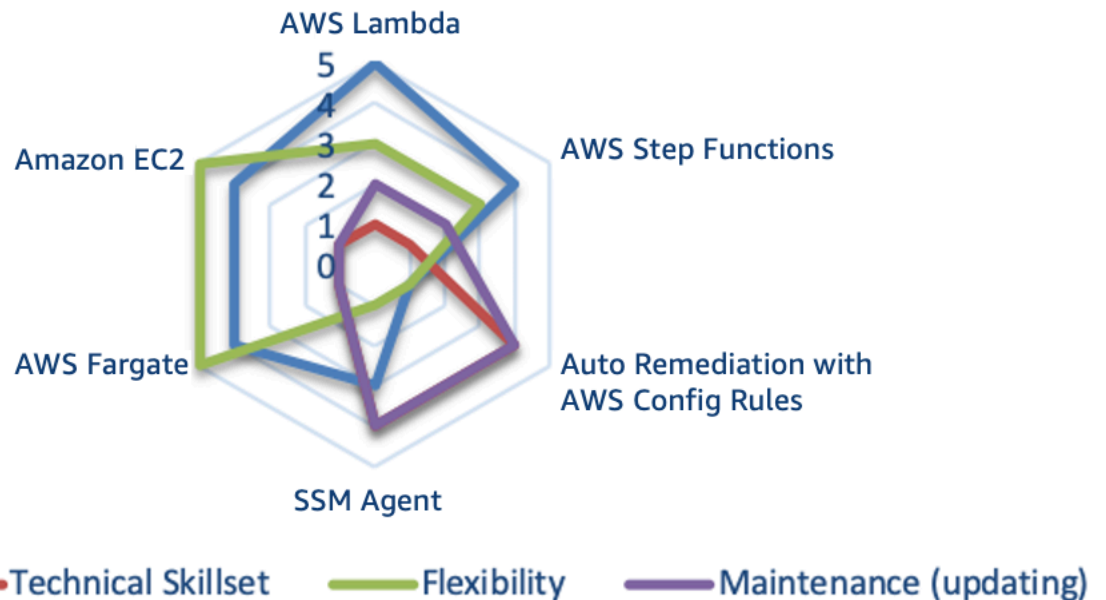 AWS Lambda
5
4
3
2
1
0
Amazon EC2
AWS Step Functions
AWS Fargate
Auto Remediation with
AWS Config Rules
SSM Agent
Technical Skillset
Flexibility
Maintenance (updating)